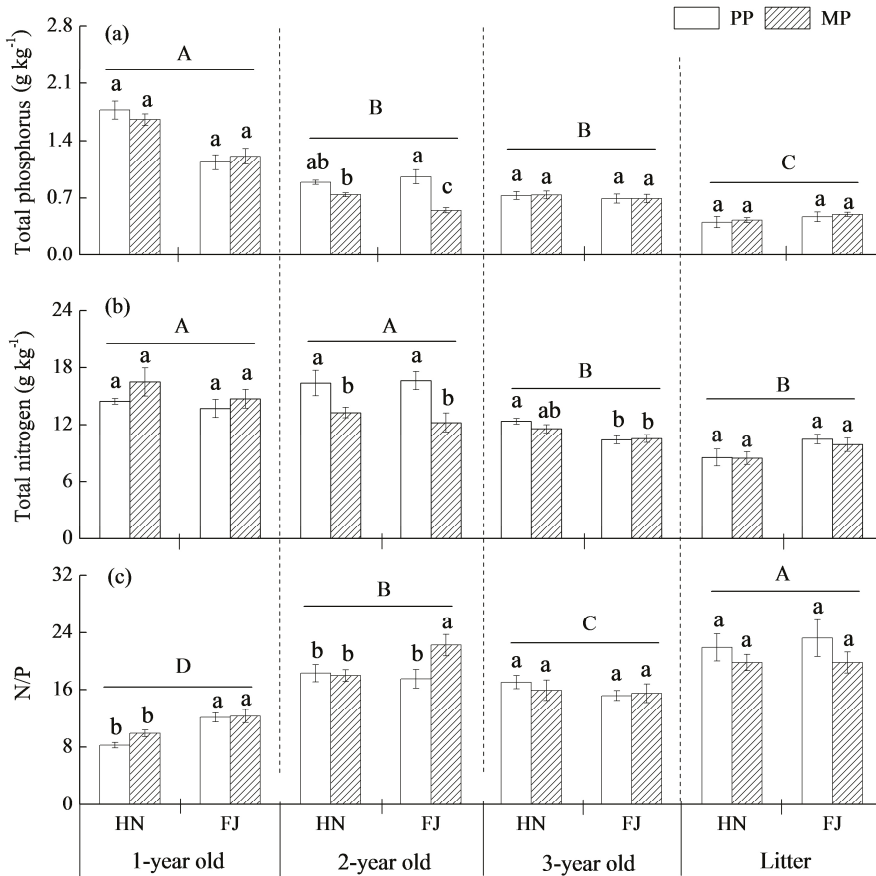 PP MP
(a)
Total phosphorus (g kg-1)
2.8
2.1
1.4
0.7
0.0
A
a a a a
B
ab b a c
B
a a a a
C
a a a a
(b)
Total nitrogen (g kg-1)
24
18
12
6
0
A
a a a a
A
a b a b
B
a ab b b
B
a a a a
(c)
N/P
32
24
16
8
0
D
b b a a
B
b b b a
C
a a a a
A
a a a a
HN FJ HN FJ HN FJ HN FJ
1-year old 2-year old 3-year old Litter